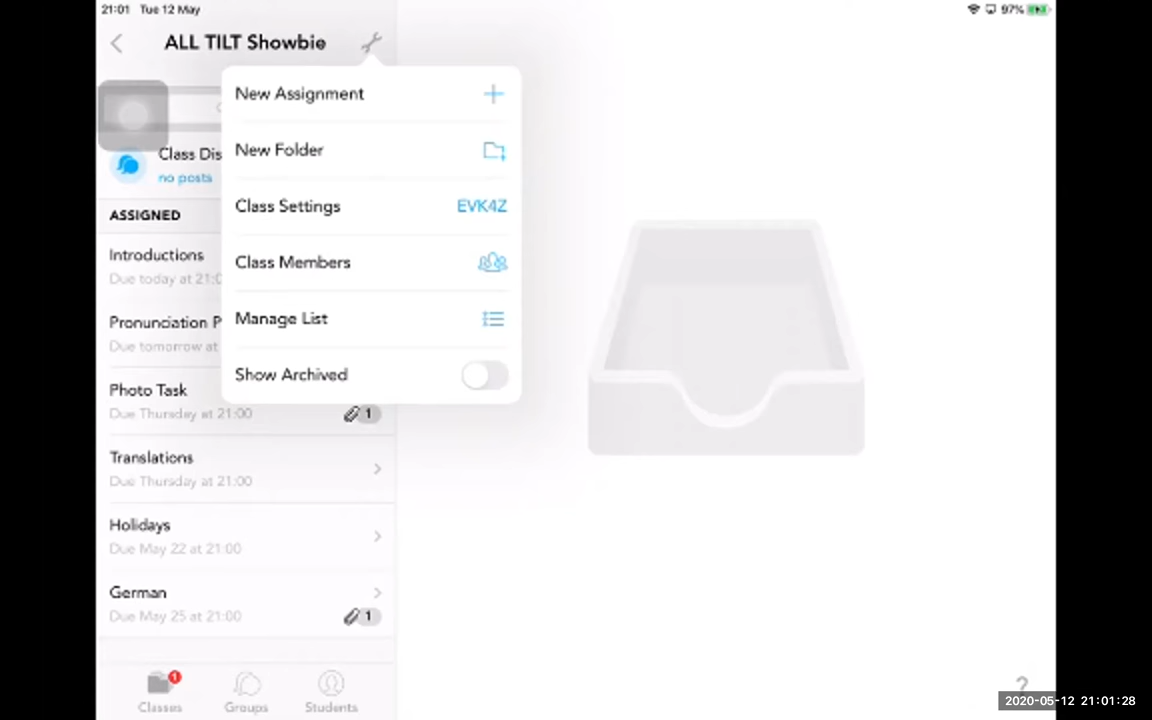 21:01 Tue 12 May
97%
ALL TILT Showbie
New Assignment
New Folder
Class Settings EVK4Z
Class Members
Manage List
Show Archived
Class Dis
no posts
ASSIGNED
Introductions
Due today at 21:0
Pronunciation P
Due tomorrow at
Photo Task
Due Thursday at 21:00
1
Translations
Due Thursday at 21:00
Holidays
Due May 22 at 21:00
German
Due May 25 at 21:00
1
1
Classes Groups Students
?
2020-05-12 21:01:28